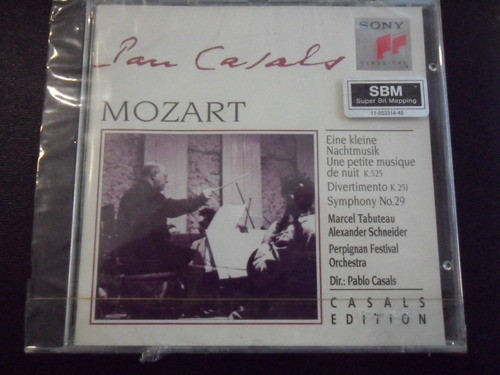 Pau Casals
SONY
CLASSICAL
SBM
Super Bit Mapping
MOZART
Eine kleine
Nachtmusik
Une petite musique
de nuit K.525
Divertimento K 251
Symphony No.29
Marcel Tabuteau
Alexander Schneider
Perpignan Festival
Orchestra
Dir.: Pablo Casals
CASALS
EDITION